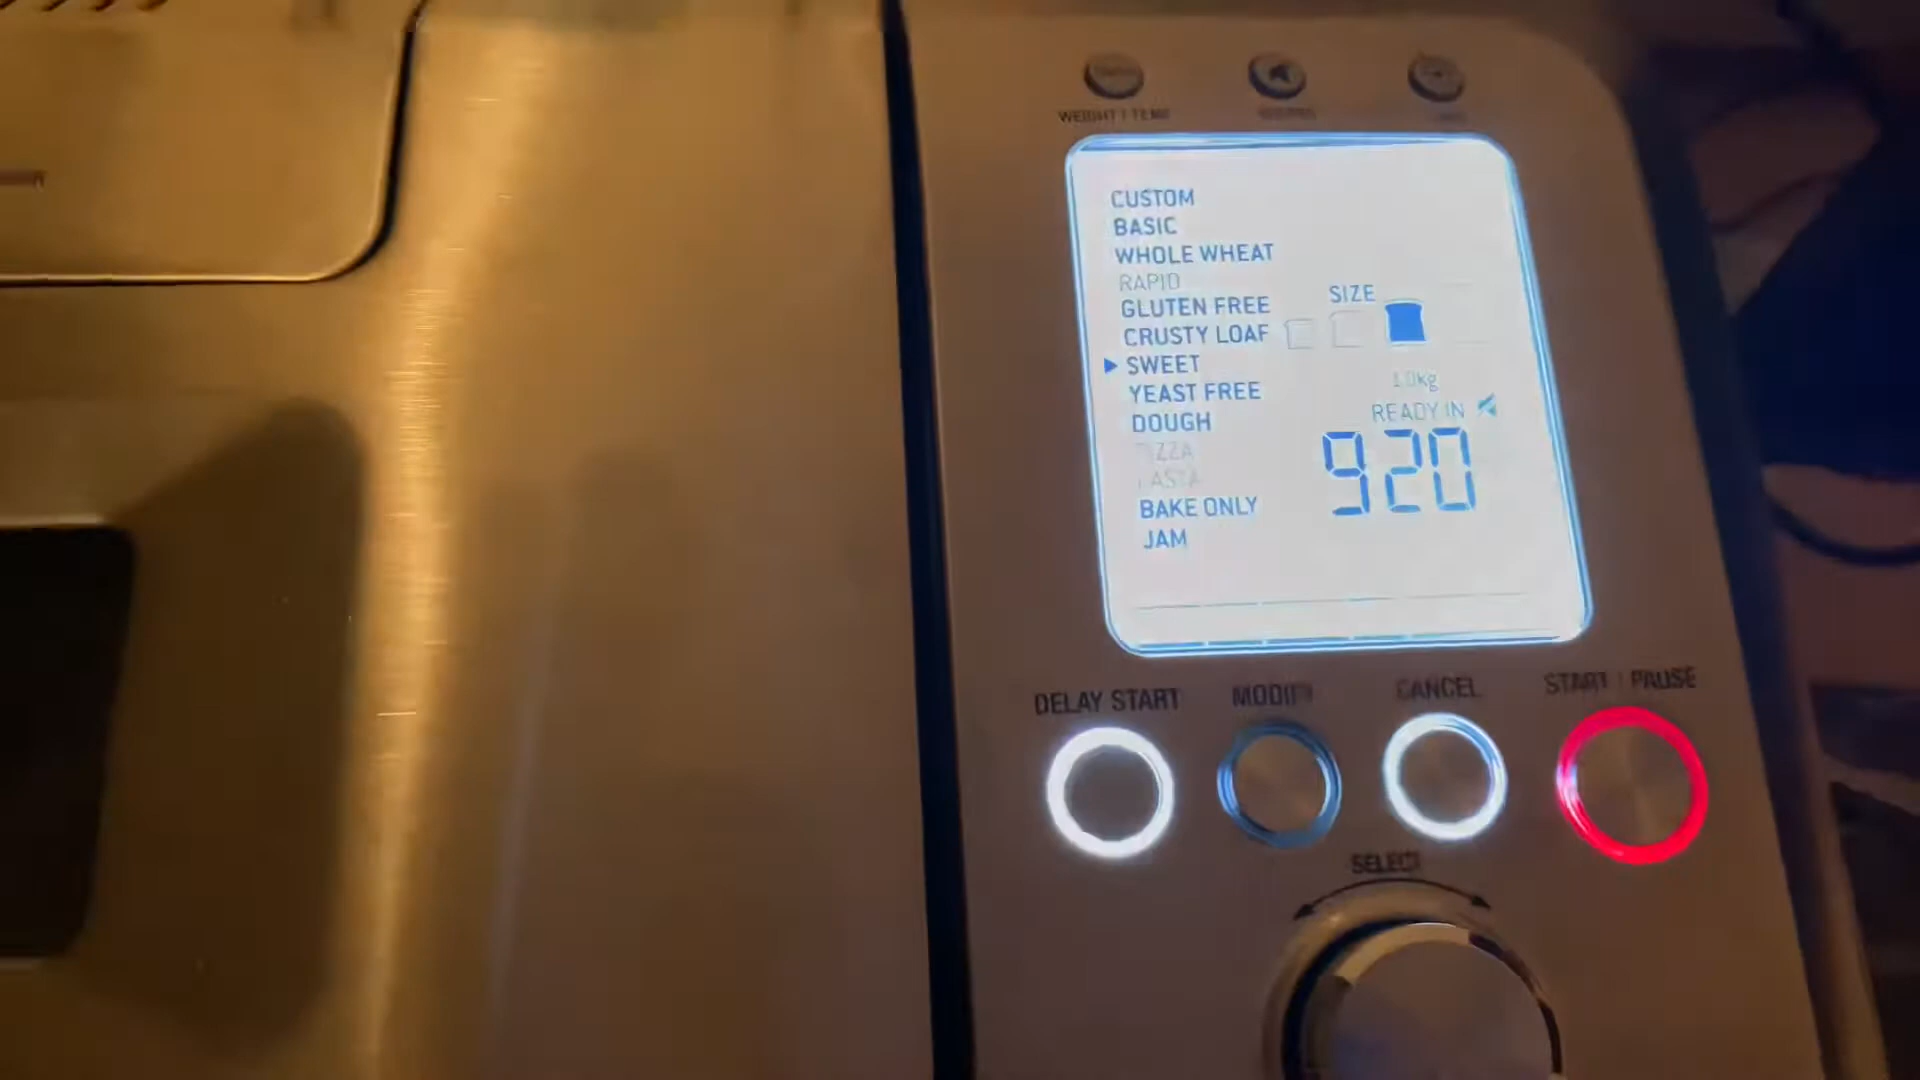 WEIGHT / TEMP
CUSTOM
BASIC
WHOLE WHEAT
RAPID
GLUTEN FREE
CRUSTY LOAF
SWEET
YEAST FREE
DOUGH
PIZZA
PASTA
BAKE ONLY
JAM
SIZE
1.0kg
READY IN
920
DELAY START
MODIFY
CANCEL
START | PAUSE
SELECT